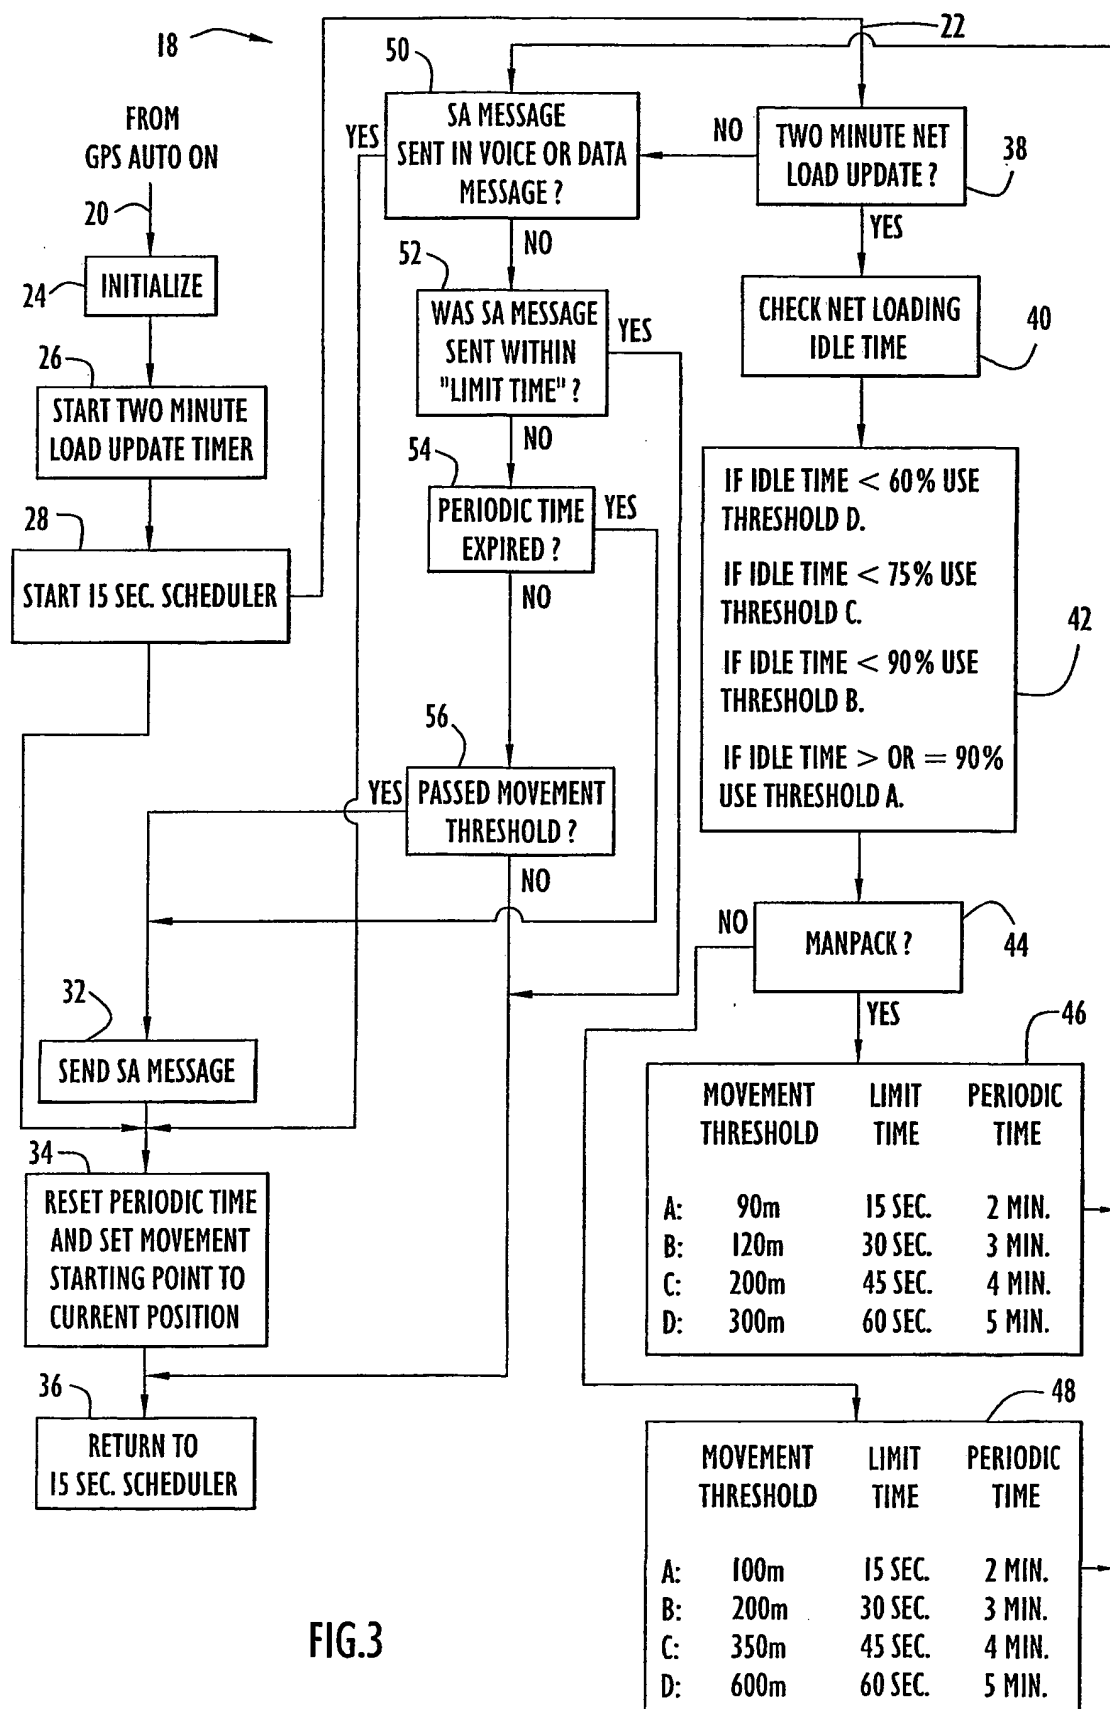 18
FROM
GPS AUTO ON
20
24
INITIALIZE
26
START TWO MINUTE
LOAD UPDATE TIMER
28
START 15 SEC. SCHEDULER
50
SA MESSAGE
SENT IN VOICE OR DATA
MESSAGE ?
YES
NO
52
WAS SA MESSAGE
SENT WITHIN
"LIMIT TIME" ?
YES
NO
54
PERIODIC TIME
EXPIRED ?
YES
NO
56
PASSED MOVEMENT
THRESHOLD ?
YES
NO
32
SEND SA MESSAGE
34
RESET PERIODIC TIME
AND SET MOVEMENT
STARTING POINT TO
CURRENT POSITION
36
RETURN TO
15 SEC. SCHEDULER
22
TWO MINUTE NET
LOAD UPDATE ?
38
NO
YES
CHECK NET LOADING
IDLE TIME
40
IF IDLE TIME < 60% USE
THRESHOLD D.
IF IDLE TIME < 75% USE
THRESHOLD C.
IF IDLE TIME < 90% USE
THRESHOLD B.
IF IDLE TIME > OR = 90%
USE THRESHOLD A.
42
MANPACK ?
44
NO
YES
46
MOVEMENT LIMIT PERIODIC
THRESHOLD TIME TIME
A: 90m 15 SEC. 2 MIN.
B: 120m 30 SEC. 3 MIN.
C: 200m 45 SEC. 4 MIN.
D: 300m 60 SEC. 5 MIN.
48
MOVEMENT LIMIT PERIODIC
THRESHOLD TIME TIME
A: 100m 15 SEC. 2 MIN.
B: 200m 30 SEC. 3 MIN.
C: 350m 45 SEC. 4 MIN.
D: 600m 60 SEC. 5 MIN.
FIG.3